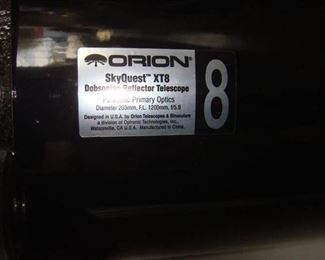 ORION
SkyQuest™ XT8
Dobsonian Reflector Telescope
Parabolic Primary Optics
Diameter 203mm, F.L. 1200mm, f/5.9
Designed in U.S.A. by Orion Telescopes & Binoculars
a division of Optronic Technologies, Inc.,
Watsonville, CA U.S.A. Manufactured in China.
8